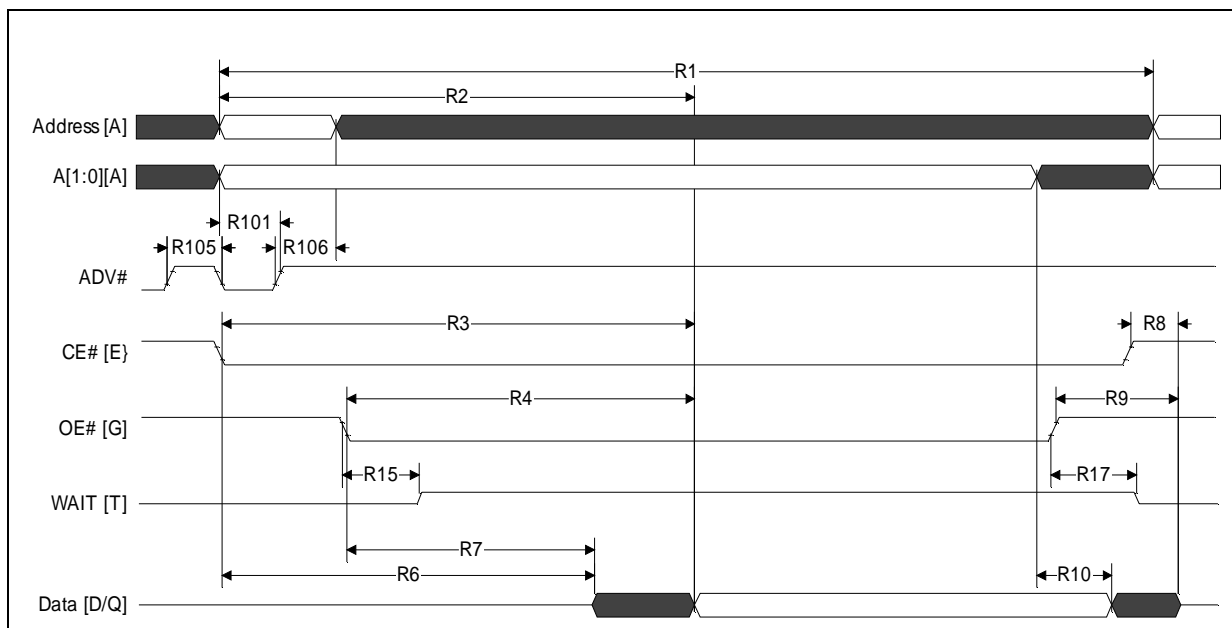 R1
R2
Address [A]
A[1:0][A]
R101
R105
R106
ADV#
R3
R8
CE# [E}
R4
R9
OE# [G]
R15
R17
WAIT [T]
R7
R6
R10
Data [D/Q]